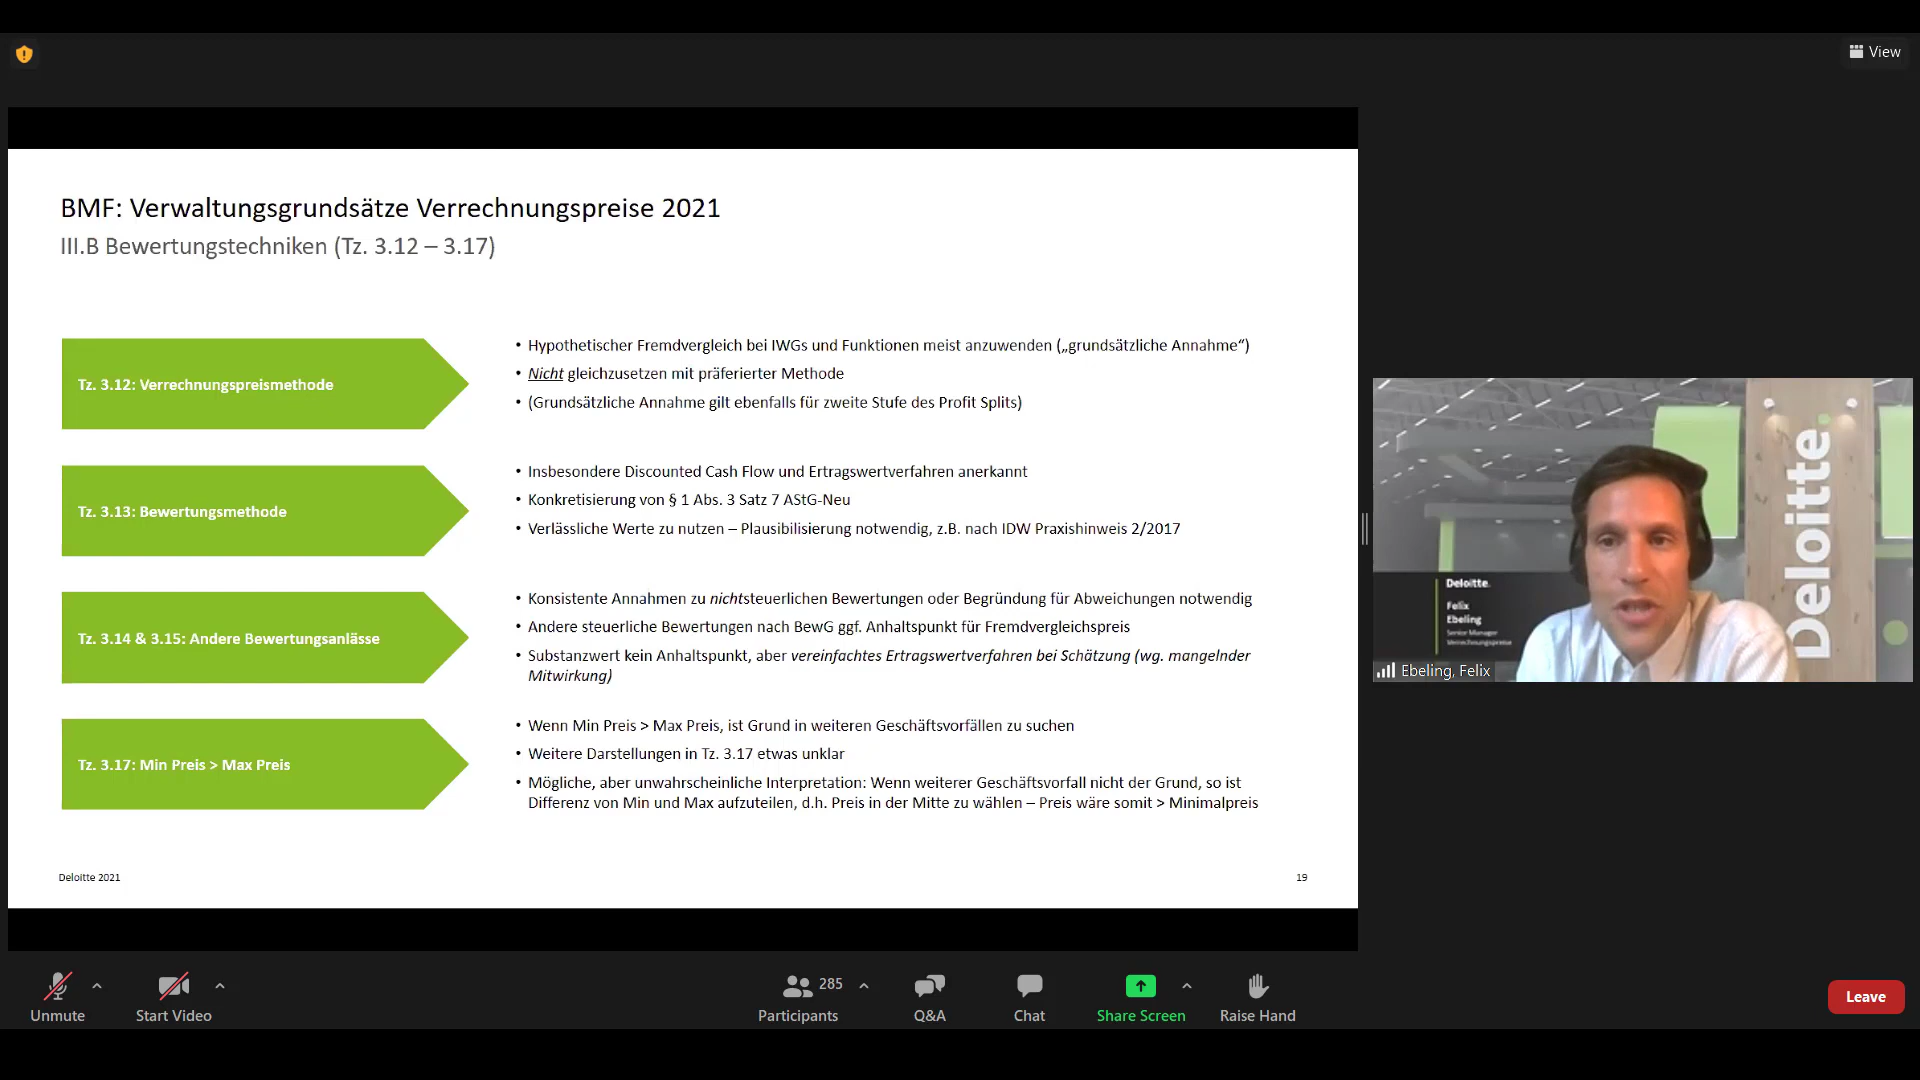 View
BMF: Verwaltungsgrundsätze Verrechnungspreise 2021
III.B Bewertungstechniken (Tz. 3.12 – 3.17)
Tz. 3.12: Verrechnungspreismethode
• Hypothetischer Fremdvergleich bei IWGs und Funktionen meist anzuwenden („grundsätzliche Annahme“)
• Nicht gleichzusetzen mit präferierter Methode
• (Grundsätzliche Annahme gilt ebenfalls für zweite Stufe des Profit Splits)
Tz. 3.13: Bewertungsmethode
• Insbesondere Discounted Cash Flow und Ertragswertverfahren anerkannt
• Konkretisierung von § 1 Abs. 3 Satz 7 AStG-Neu
• Verlässliche Werte zu nutzen – Plausibilisierung notwendig, z.B. nach IDW Praxishinweis 2/2017
Tz. 3.14 & 3.15: Andere Bewertungsanlässe
• Konsistente Annahmen zu nichtsteuerlichen Bewertungen oder Begründung für Abweichungen notwendig
• Andere steuerliche Bewertungen nach BewG ggf. Anhaltspunkt für Fremdvergleichspreis
• Substanzwert kein Anhaltspunkt, aber vereinfachtes Ertragswertverfahren bei Schätzung (wg. mangelnder
Mitwirkung)
Tz. 3.17: Min Preis > Max Preis
• Wenn Min Preis > Max Preis, ist Grund in weiteren Geschäftsvorfällen zu suchen
• Weitere Darstellungen in Tz. 3.17 etwas unklar
• Mögliche, aber unwahrscheinliche Interpretation: Wenn weiterer Geschäftsvorfall nicht der Grund, so ist
Differenz von Min und Max aufzuteilen, d.h. Preis in der Mitte zu wählen – Preis wäre somit > Minimalpreis
Deloitte 2021
19
Deloitte.
Deloitte.
Felix
Ebeling
Senior Manager
Verrechnungspreise
Ebeling, Felix
Unmute
Start Video
285
Participants
Q&A
Chat
Share Screen
Raise Hand
Leave